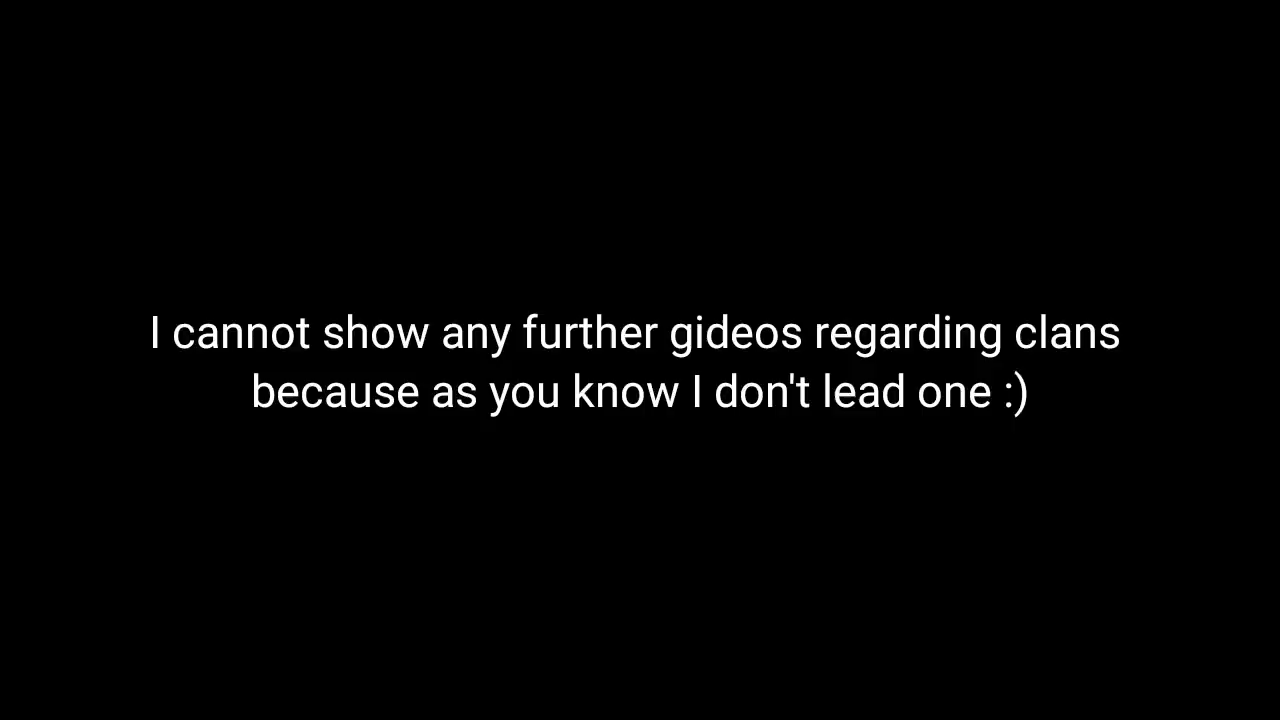 I cannot show any further gideos regarding clans
because as you know I don't lead one :)